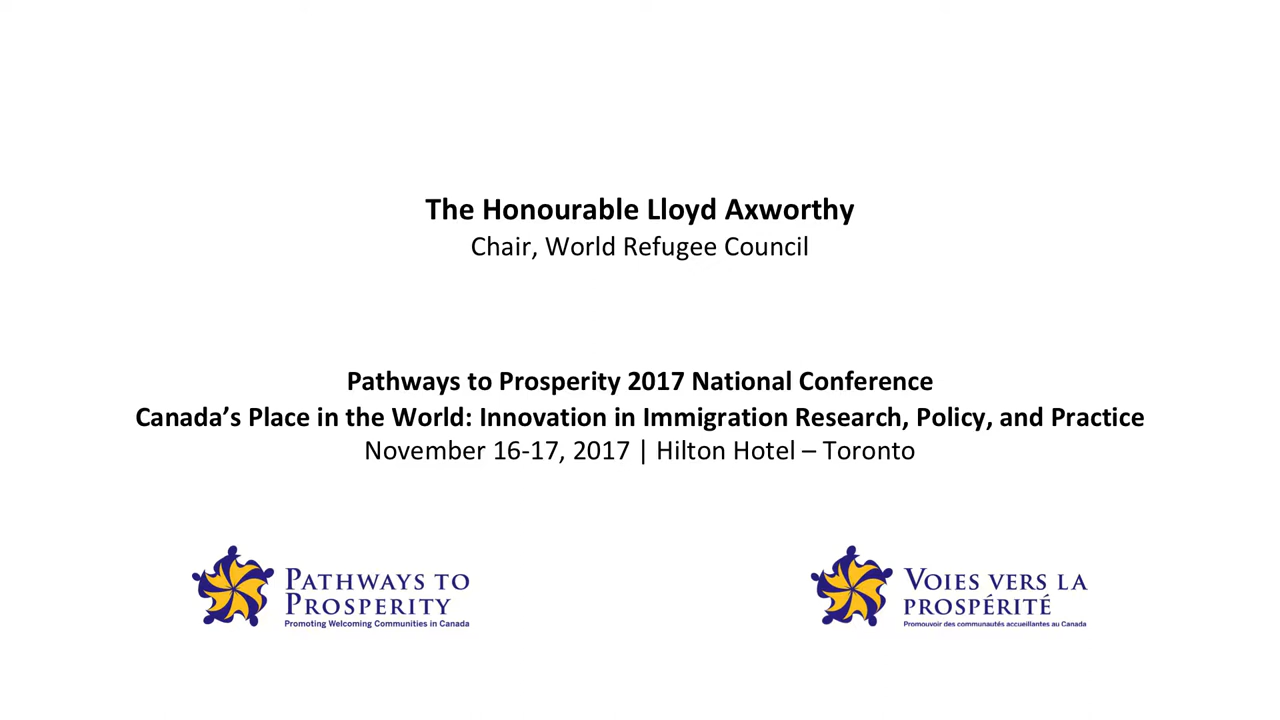 The Honourable Lloyd Axworthy
Chair, World Refugee Council
Pathways to Prosperity 2017 National Conference
Canada’s Place in the World: Innovation in Immigration Research, Policy, and Practice
November 16-17, 2017 | Hilton Hotel – Toronto
PATHWAYS TO
PROSPERITY
Promoting Welcoming Communities in Canada
VOIES VERS LA
PROSPÉRITÉ
Promouvoir des communautés accueillantes au Canada